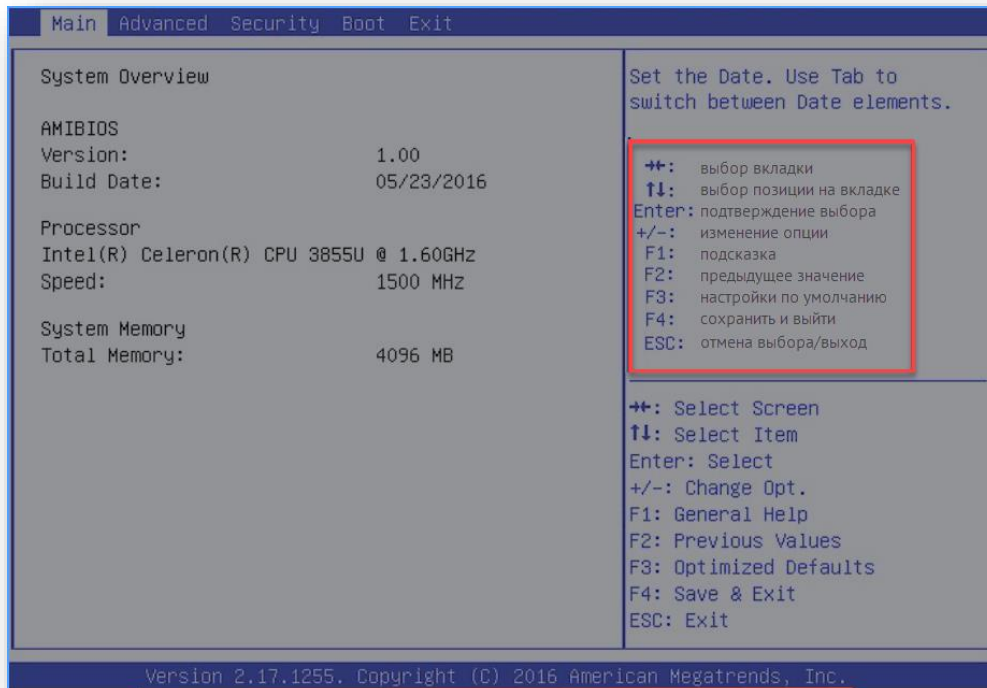 Main Advanced Security Boot Exit
System Overview
AMIBIOS
Version: 1.00
Build Date: 05/23/2016
Processor
Intel(R) Celeron(R) CPU 3855U @ 1.60GHz
Speed: 1500 MHz
System Memory
Total Memory: 4096 MB
Set the Date. Use Tab to
switch between Date elements.
→←: выбор вкладки
↑↓: выбор позиции на вкладке
Enter: подтверждение выбора
+/-: изменение опции
F1: подсказка
F2: предыдущее значение
F3: настройки по умолчанию
F4: сохранить и выйти
ESC: отмена выбора/выход
→←: Select Screen
↑↓: Select Item
Enter: Select
+/-: Change Opt.
F1: General Help
F2: Previous Values
F3: Optimized Defaults
F4: Save & Exit
ESC: Exit
Version 2.17.1255. Copyright (C) 2016 American Megatrends, Inc.